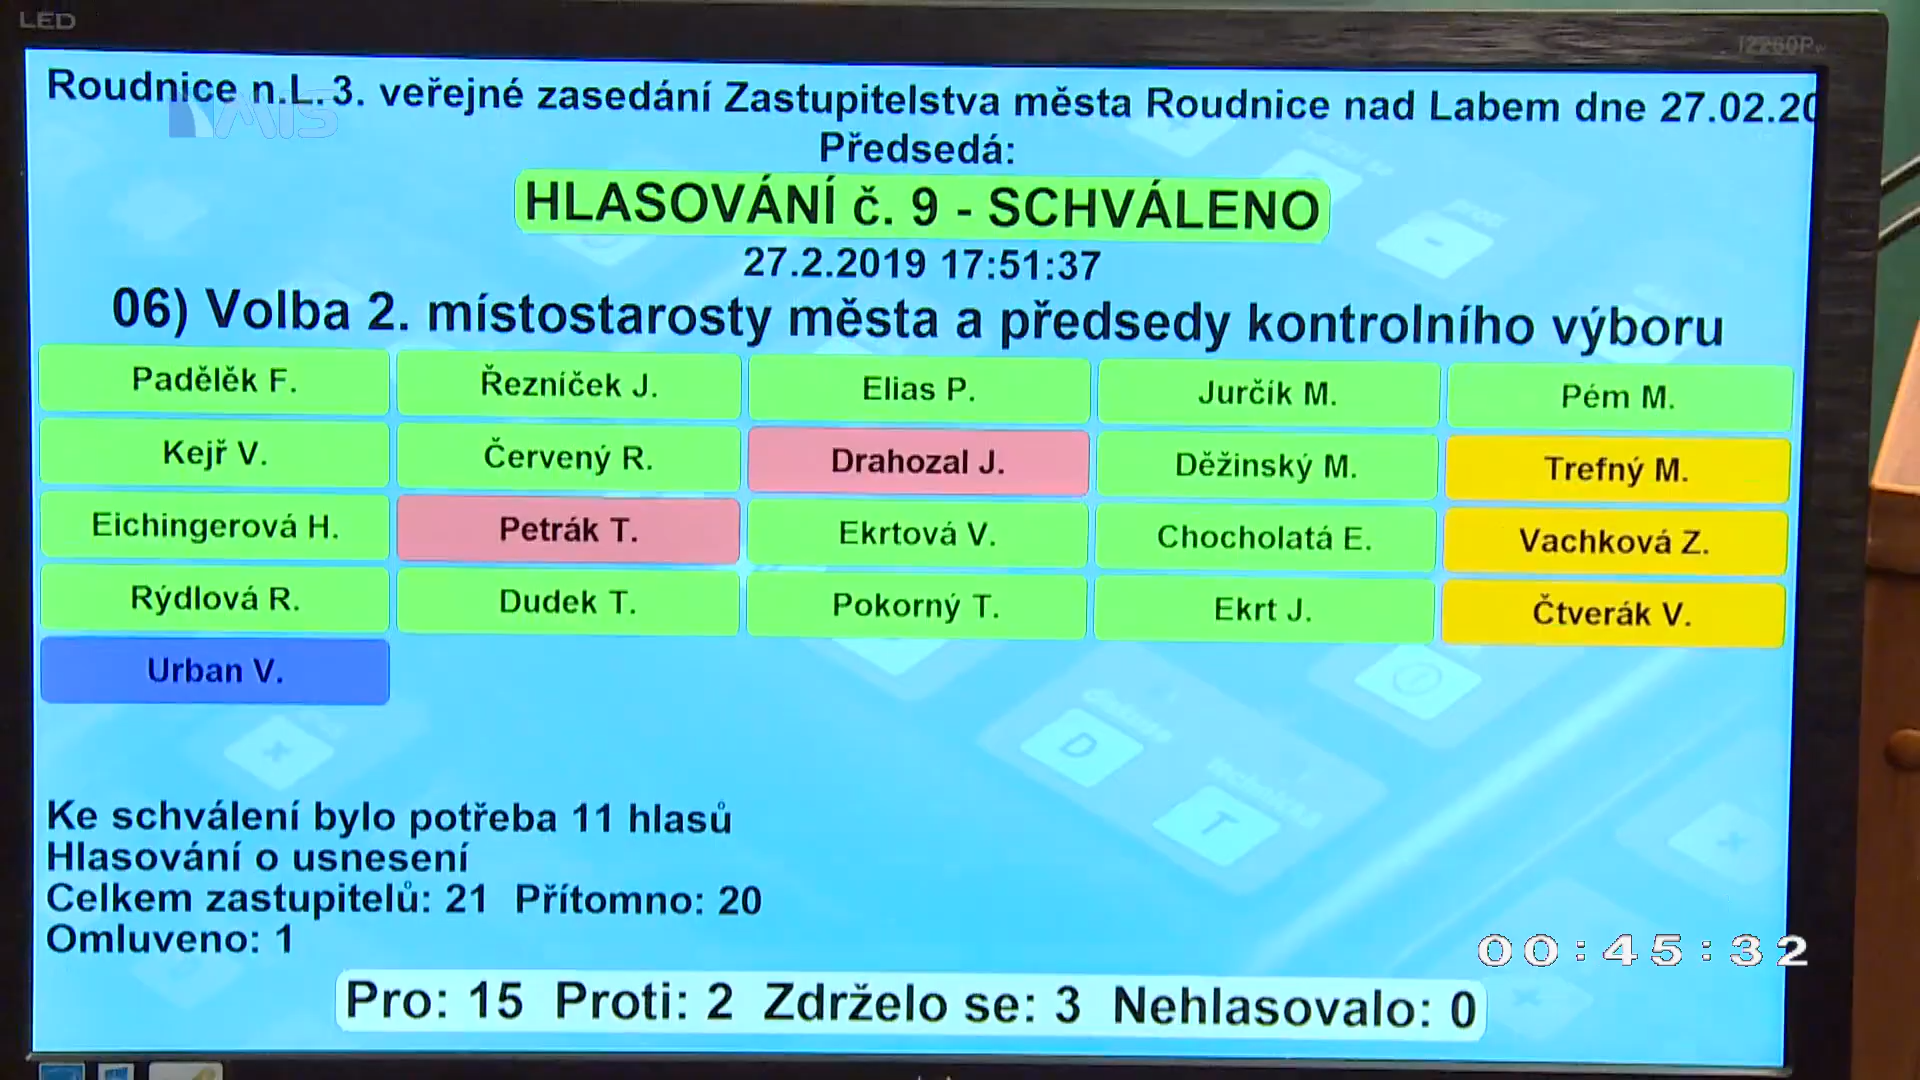 LED
Roudnice n.L. 3. veřejné zasedání Zastupitelstva města Roudnice nad Labem dne 27.02.20
MIS
Předsedá:
HLASOVÁNÍ č. 9 - SCHVÁLENO
27.2.2019 17:51:37
06) Volba 2. místostarosty města a předsedy kontrolního výboru
Padělěk F. Řezníček J. Elias P. Jurčík M. Pém M.
Kejř V. Červený R. Drahozal J. Děžinský M. Trefný M.
Eichingerová H. Petrák T. Ekrtová V. Chocholatá E. Vachková Z.
Rýdlová R. Dudek T. Pokorný T. Ekrt J. Čtverák V.
Urban V.
D
T
Ke schválení bylo potřeba 11 hlasů
Hlasování o usnesení
Celkem zastupitelů: 21 Přítomno: 20
Omluveno: 1
00:45:32
Pro: 15 Proti: 2 Zdrželo se: 3 Nehlasovalo: 0